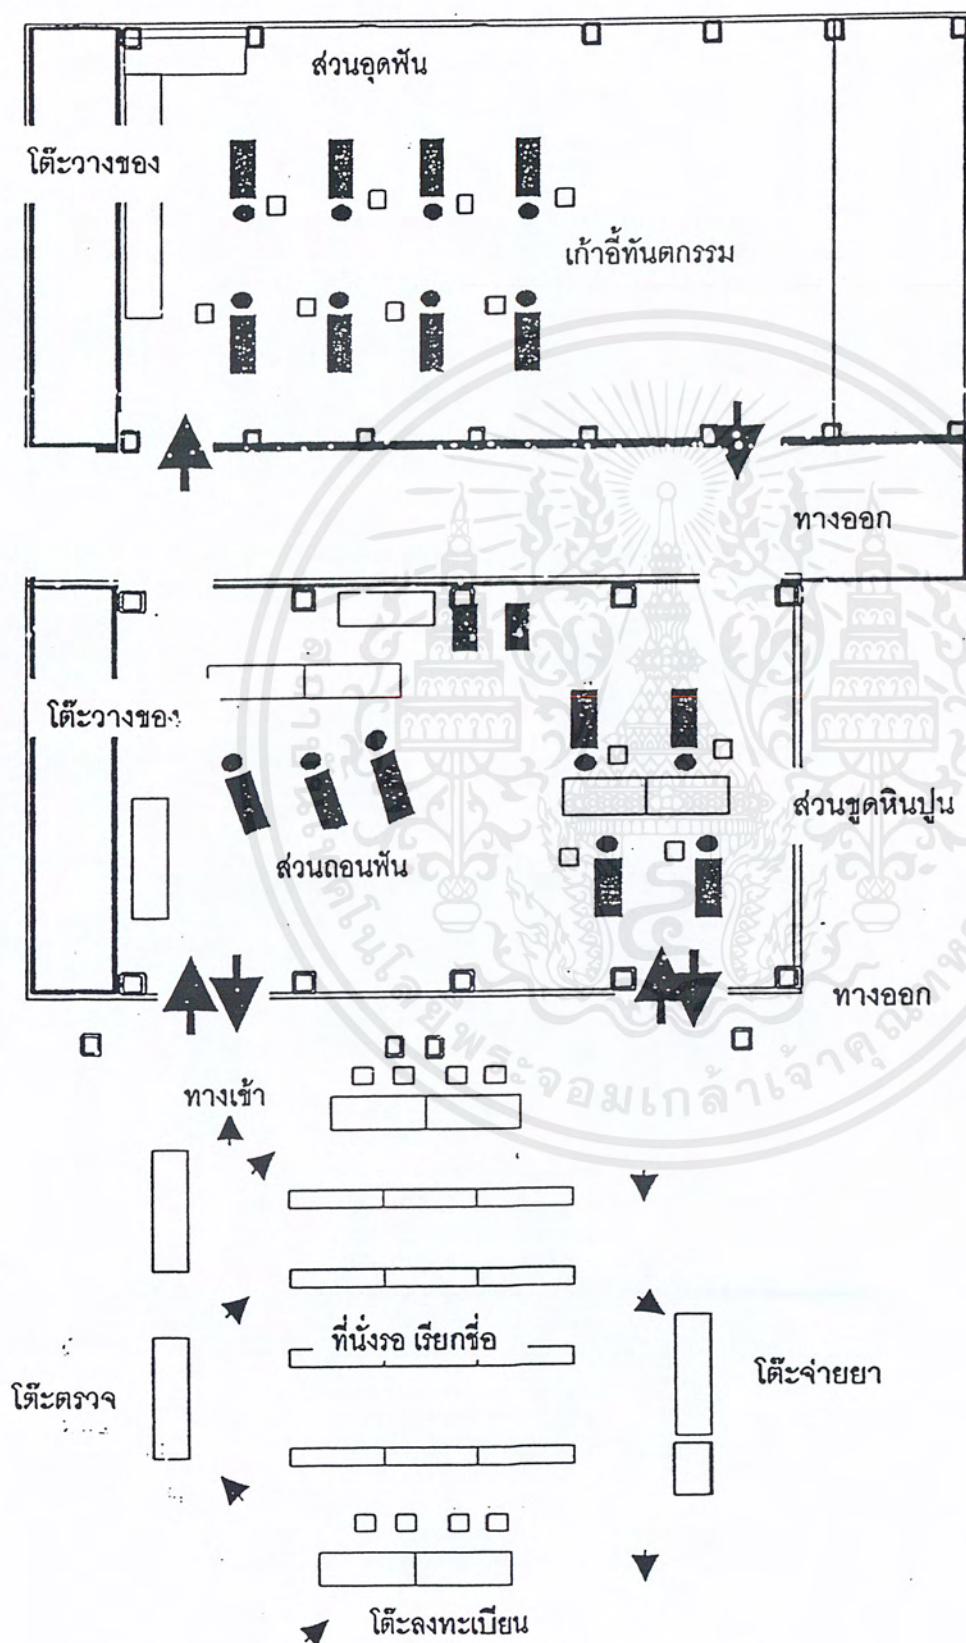 ส่วนอุดฟัน
โต๊ะวางของ
เก้าอี้ทันตกรรม
ทางออก
โต๊ะวางของ
ส่วนขูดหินปูน
ส่วนถอนฟัน
ทางออก
ทางเข้า
ที่นั่งรอ เรียกชื่อ
โต๊ะจ่ายยา
โต๊ะตรวจ
โต๊ะลงทะเบียน